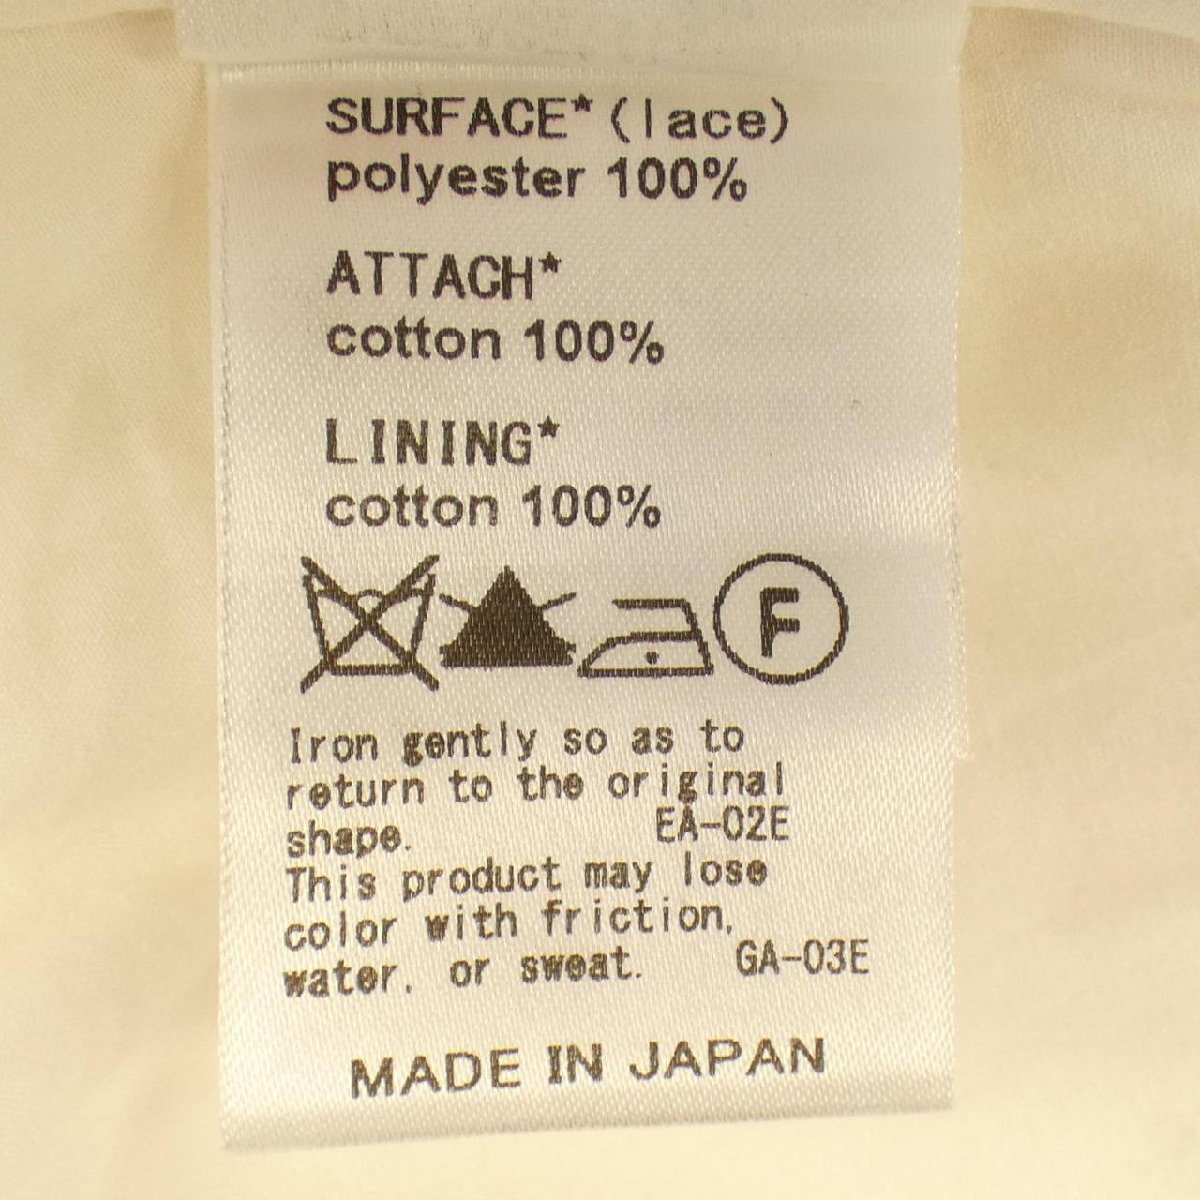 SURFACE* (lace)
polyester 100%
ATTACH*
cotton 100%
LINING*
cotton 100%
F
Iron gently so as to
return to the original
shape. EA-02E
This product may lose
color with friction,
water, or sweat. GA-03E
MADE IN JAPAN